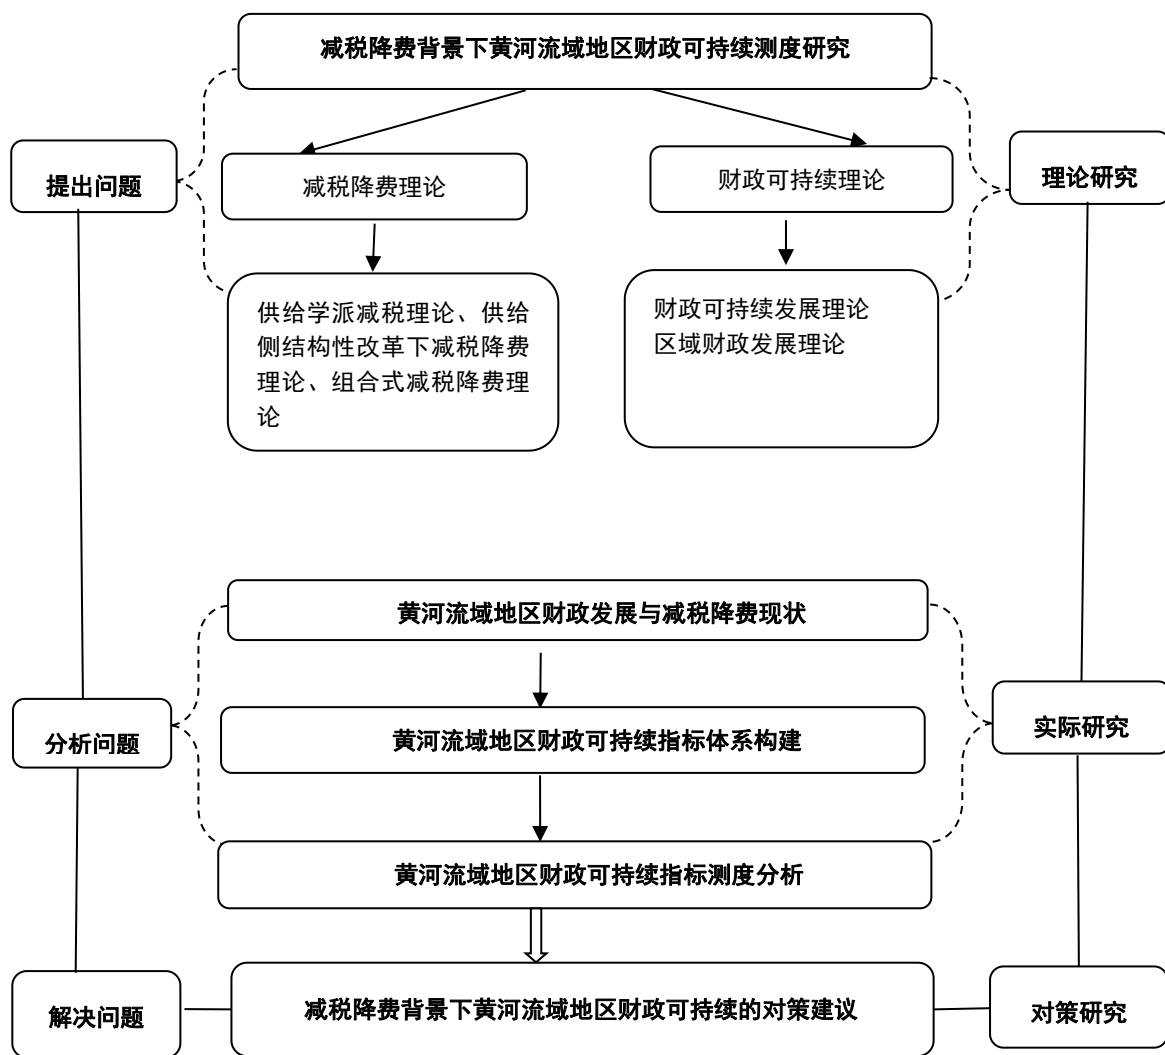 减税降费背景下黄河流域地区财政可持续测度研究
提出问题
减税降费理论
财政可持续理论
理论研究
供给学派减税理论、供给
侧结构性改革下减税降费
理论、组合式减税降费理
论
财政可持续发展理论
区域财政发展理论
黄河流域地区财政发展与减税降费现状
分析问题
黄河流域地区财政可持续指标体系构建
实际研究
黄河流域地区财政可持续指标测度分析
解决问题
减税降费背景下黄河流域地区财政可持续的对策建议
对策研究